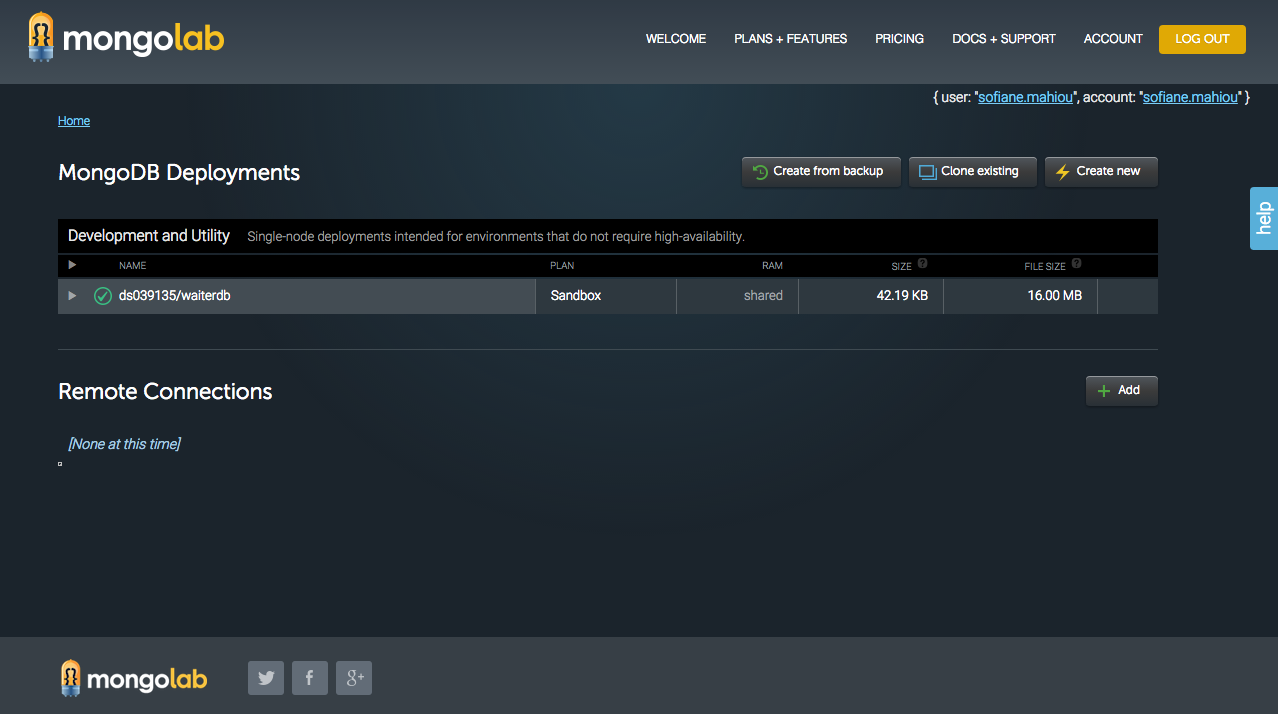 mongolab
WELCOME PLANS + FEATURES PRICING DOCS + SUPPORT ACCOUNT LOG OUT
{ user: "sofiane.mahiou", account: "sofiane.mahiou" }
Home
MongoDB Deployments
Create from backup Clone existing Create new
help
Development and Utility Single-node deployments intended for environments that do not require high-availability.
NAME PLAN RAM SIZE ? FILE SIZE ?
ds039135/waiterdb Sandbox shared 42.19 KB 16.00 MB
Remote Connections
+ Add
[None at this time]
mongolab
f g+